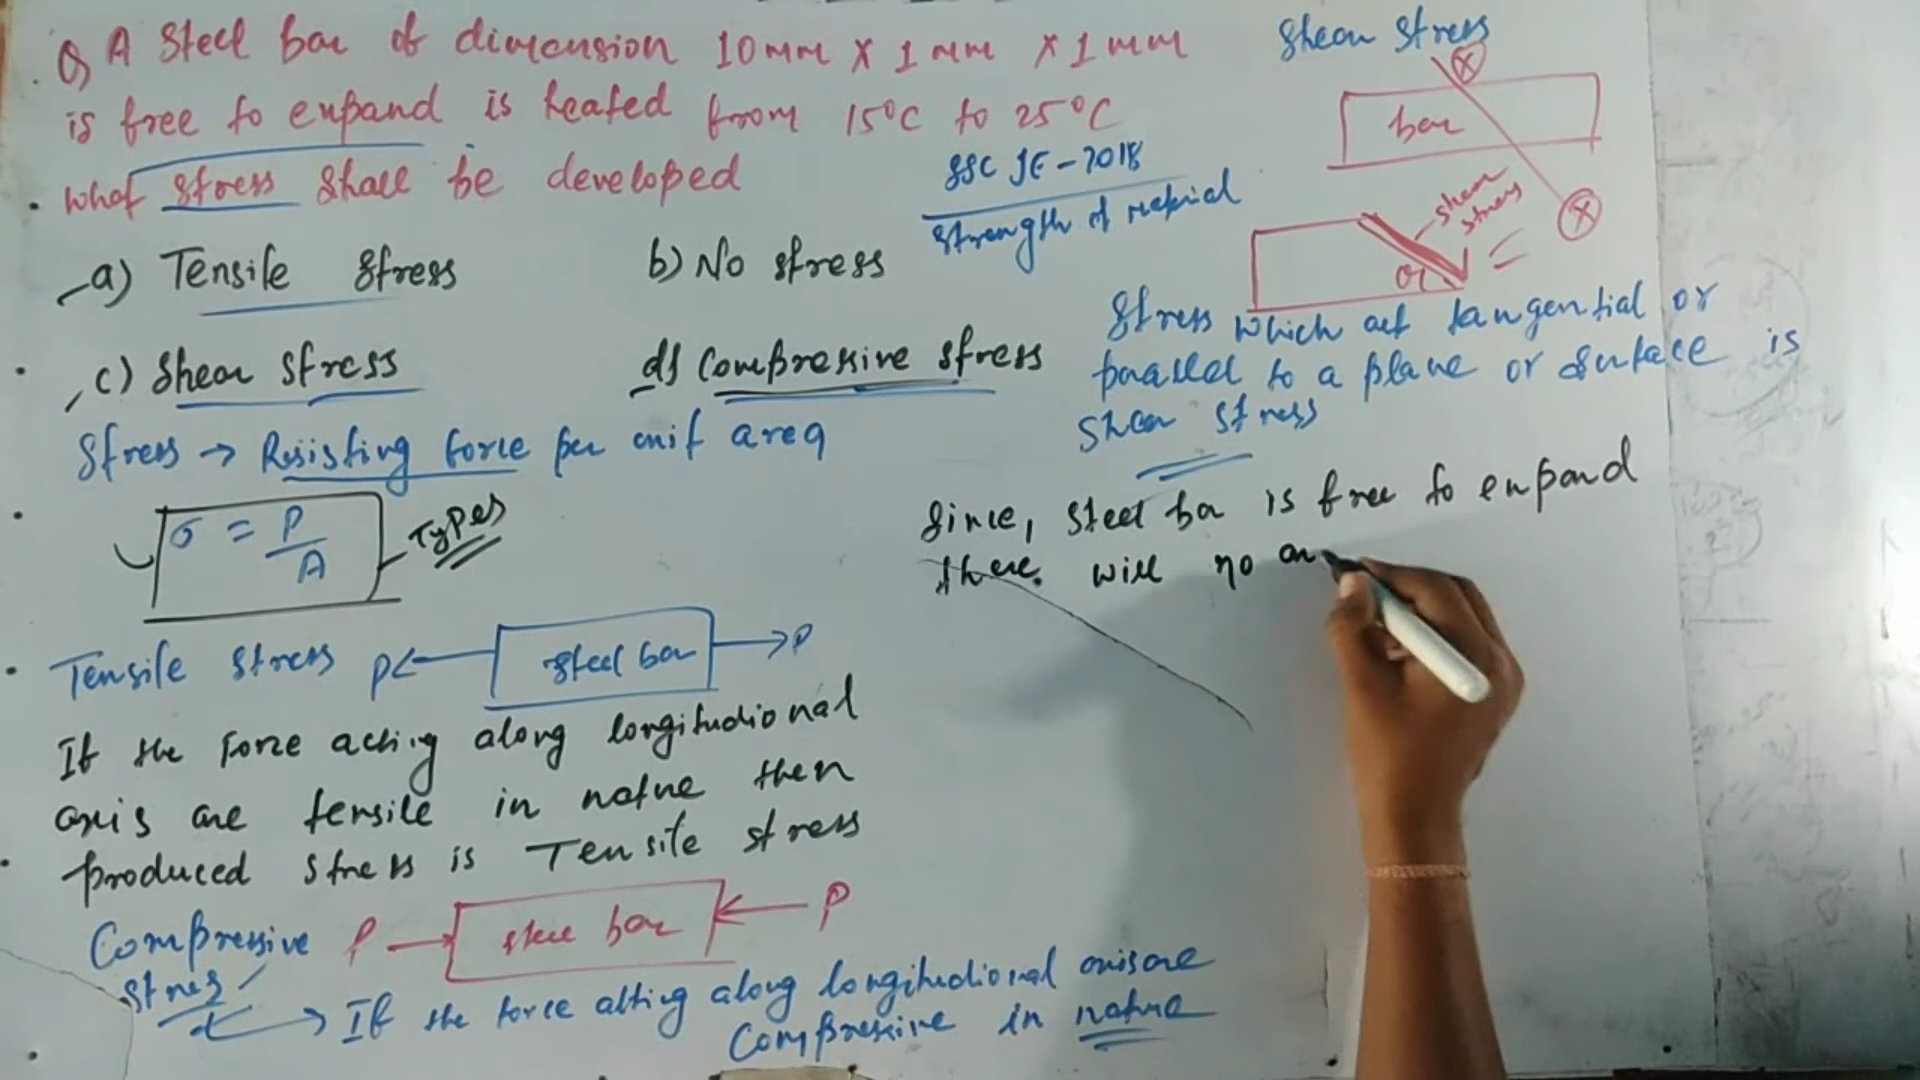 Q A Steel bar of dimension 10mm X 1mm X 1mm
is free to expand is heated from 15°C to 25°C
what stress shall be developed
SSC JE-2018
Strength of material
a) Tensile stress
b) No stress
c) Shear stress
d) Compressive stress
Stress → Resisting force per unit area
σ = P
A
Types
Tensile stress
P
steel bar
P
If the Force acting along longitudional
axis are tensile in nature then
produced stress is Tensile stress
Compressive
stress
P
steel bar
P
If the force acting along longitudional axis are
Compressive in nature
Shear stress
bar
shear
stress
Stress which act tangential or
parallel to a plane or surface is
shear stress
Since, steel bar is free to expand
there will no an